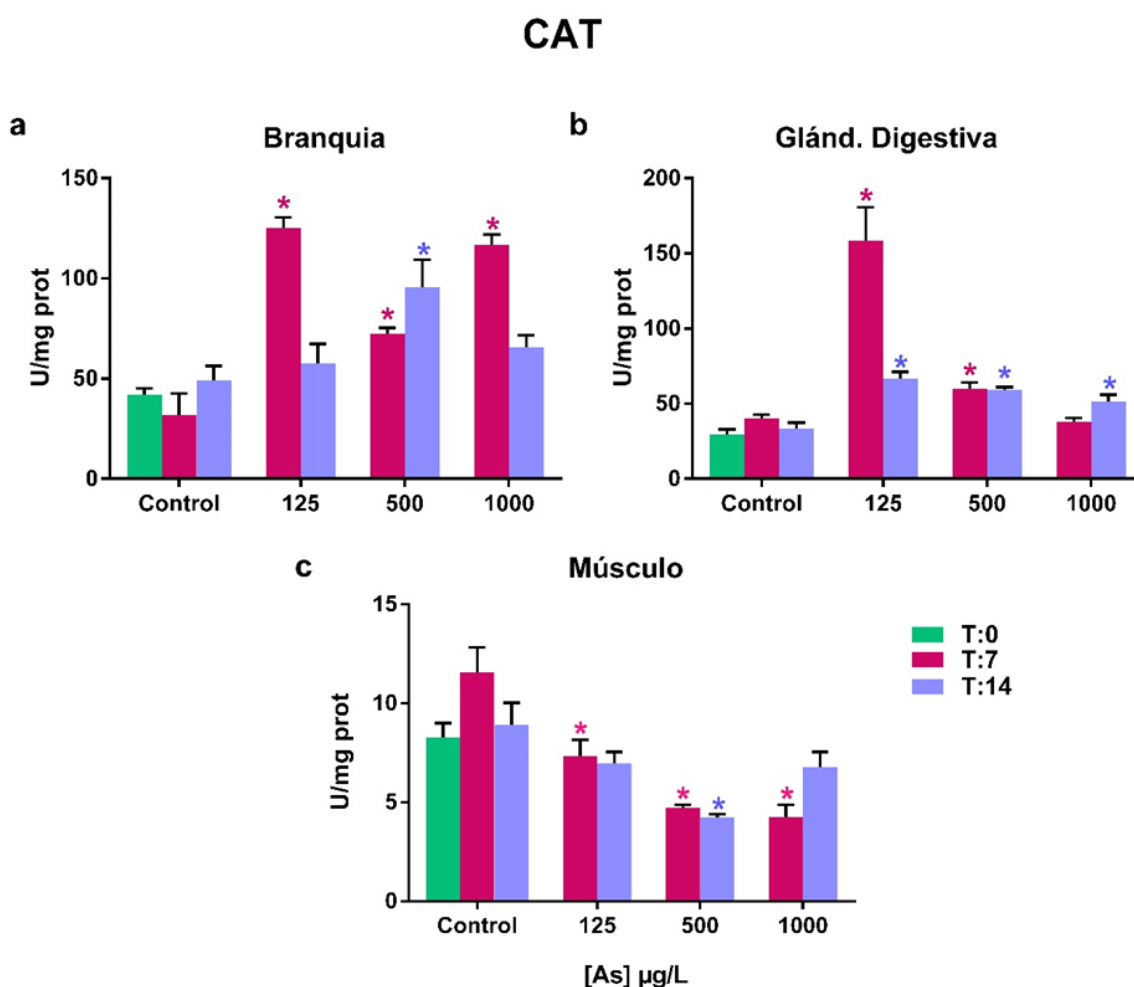 CAT
a
Branquia
U/mg prot
150
100
50
0
*
*
*
*
Control 125 500 1000
b
Gländ. Digestiva
U/mg prot
200
150
100
50
0
*
*
*
*
*
Control 125 500 1000
c
Músculo
U/mg prot
15
10
5
0
*
*
*
*
Control 125 500 1000
[As] µg/L
T:0
T:7
T:14